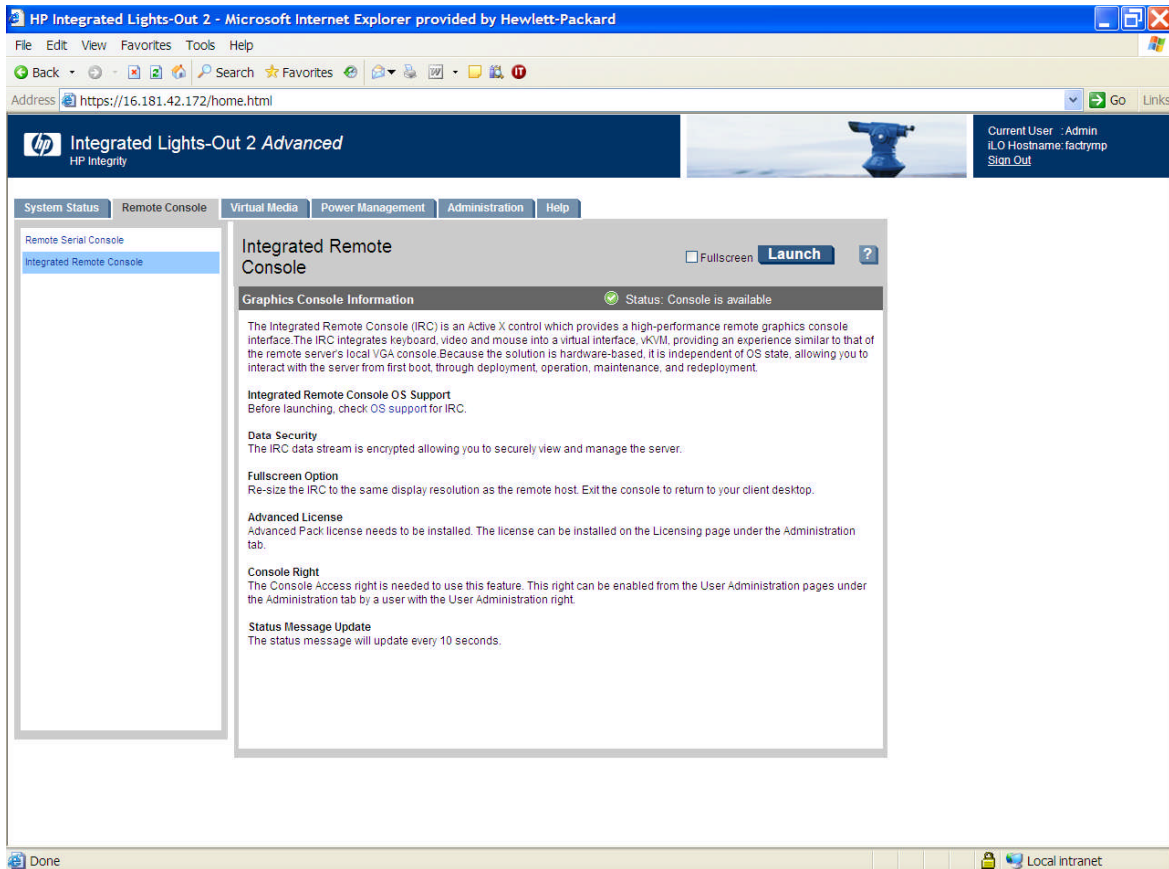 HP Integrated Lights-Out 2 - Microsoft Internet Explorer provided by Hewlett-Packard
File Edit View Favorites Tools Help
Back Search Favorites
Address https://16.181.42.172/home.html Go Links
hp Integrated Lights-Out 2 Advanced
HP Integrity
Current User : Admin
iLO Hostname: factrymp
Sign Out
System Status Remote Console Virtual Media Power Management Administration Help
Remote Serial Console
Integrated Remote Console
Integrated Remote
Console
Fullscreen Launch ?
Graphics Console Information Status: Console is available
The Integrated Remote Console (IRC) is an Active X control which provides a high-performance remote graphics console
interface.The IRC integrates keyboard, video and mouse into a virtual interface, vKVM, providing an experience similar to that of
the remote server's local VGA console.Because the solution is hardware-based, it is independent of OS state, allowing you to
interact with the server from first boot, through deployment, operation, maintenance, and redeployment.
Integrated Remote Console OS Support
Before launching, check OS support for IRC.
Data Security
The IRC data stream is encrypted allowing you to securely view and manage the server.
Fullscreen Option
Re-size the IRC to the same display resolution as the remote host. Exit the console to return to your client desktop.
Advanced License
Advanced Pack license needs to be installed. The license can be installed on the Licensing page under the Administration
tab.
Console Right
The Console Access right is needed to use this feature. This right can be enabled from the User Administration pages under
the Administration tab by a user with the User Administration right.
Status Message Update
The status message will update every 10 seconds.
Done Local intranet